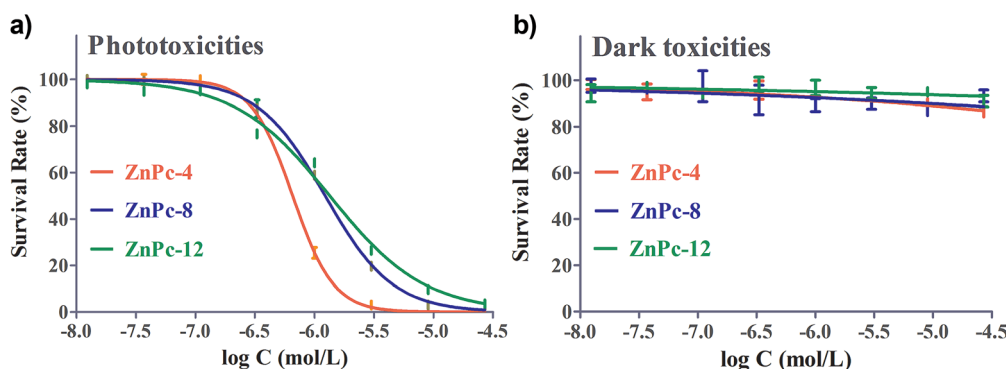 a)
Phototoxicities
Survival Rate (%)
100
80
60
40
20
0
ZnPc-4
ZnPc-8
ZnPc-12
-8.0 -7.5 -7.0 -6.5 -6.0 -5.5 -5.0 -4.5
log C (mol/L)
b)
Dark toxicities
Survival Rate (%)
100
80
60
40
20
0
ZnPc-4
ZnPc-8
ZnPc-12
-8.0 -7.5 -7.0 -6.5 -6.0 -5.5 -5.0 -4.5
log C (mol/L)